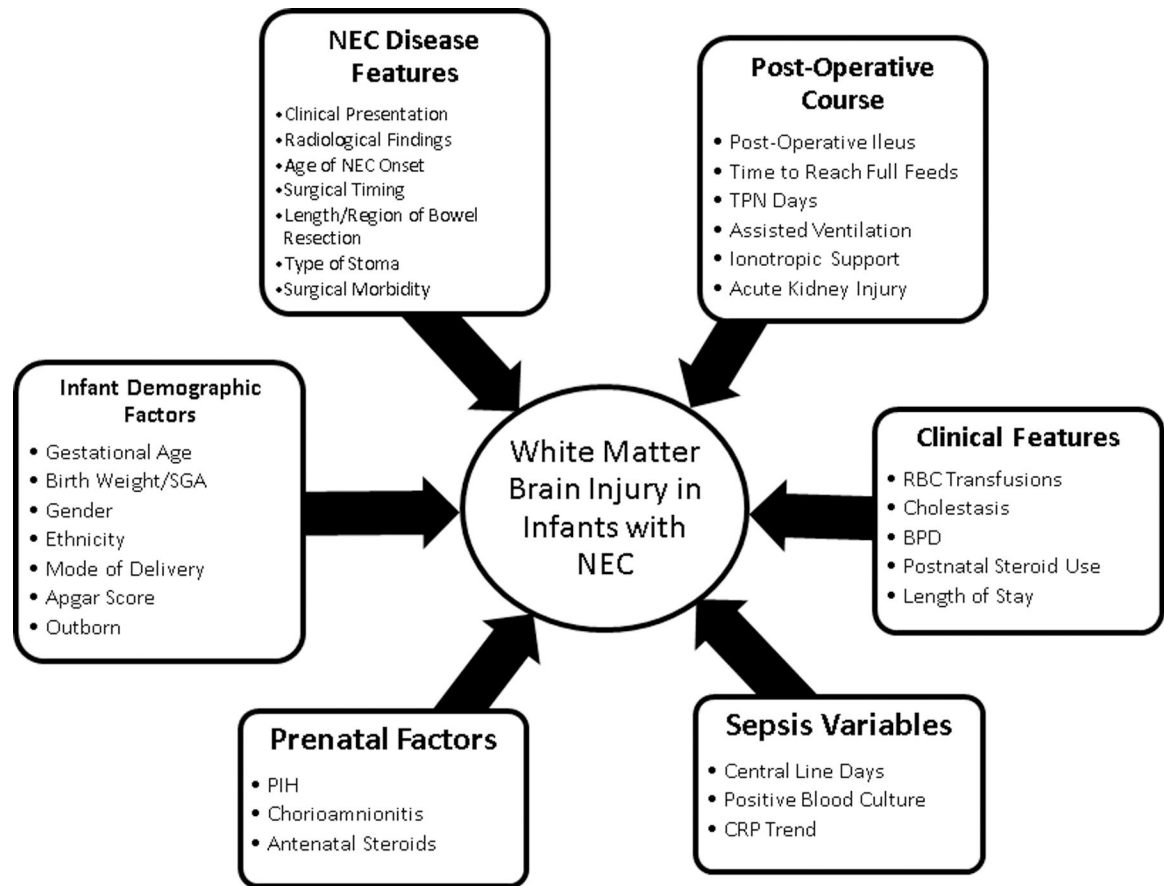 NEC Disease
Features
•Clinical Presentation
•Radiological Findings
•Age of NEC Onset
•Surgical Timing
•Length/Region of Bowel
Resection
•Type of Stoma
•Surgical Morbidity
Post-Operative
Course
• Post-Operative Ileus
• Time to Reach Full Feeds
• TPN Days
• Assisted Ventilation
• Ionotropic Support
• Acute Kidney Injury
Infant Demographic
Factors
• Gestational Age
• Birth Weight/SGA
• Gender
• Ethnicity
• Mode of Delivery
• Apgar Score
• Outborn
White Matter
Brain Injury in
Infants with
NEC
Clinical Features
• RBC Transfusions
• Cholestasis
• BPD
• Postnatal Steroid Use
• Length of Stay
Prenatal Factors
• PIH
• Chorioamnionitis
• Antenatal Steroids
Sepsis Variables
• Central Line Days
• Positive Blood Culture
• CRP Trend